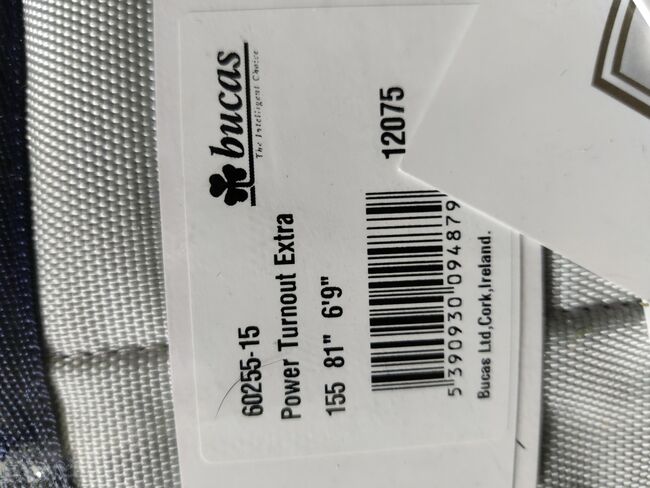 bucas
The Intelligent Choice
12075
60255-15
Power Turnout Extra
155 81" 6'9"
5 390930 094879
Bucas Ltd,Cork,Ireland.